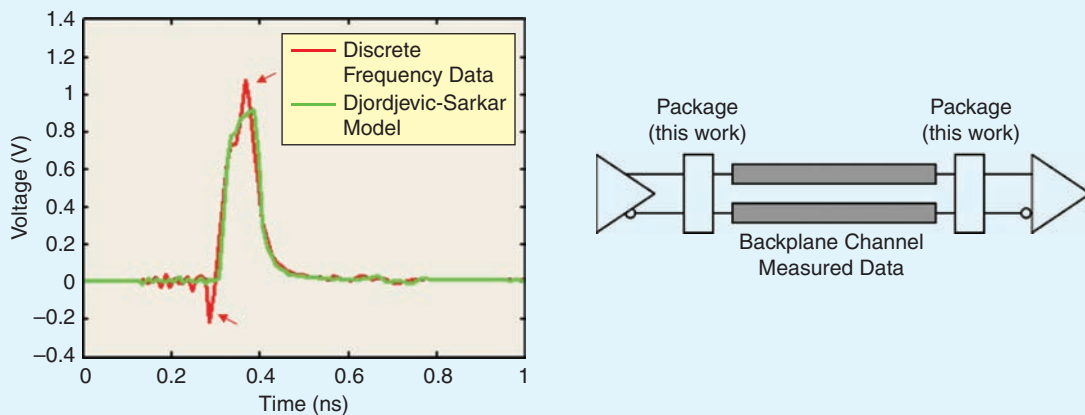 1.4
1.2
1
0.8
0.6
0.4
0.2
0
–0.2
–0.4
Voltage (V)
0 0.2 0.4 0.6 0.8 1
Time (ns)
Discrete
Frequency Data
Djordjevic-Sarkar
Model
Package
(this work)
Package
(this work)
Backplane Channel
Measured Data